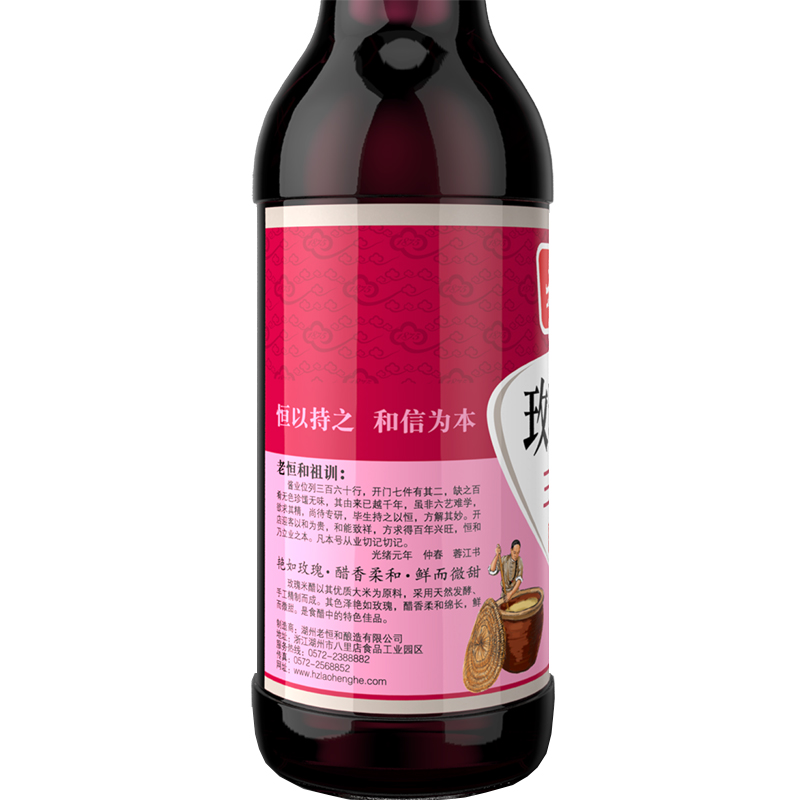 恒以持之 和信为本
玫
三
老恒和祖训：
酱业位列三百六十行，开门七件有其二，缺之百
肴无色珍馐无味，其由来已越千年，虽非六艺难学，
欲求其精，尚待专研，毕生持之以恒，方解其妙。开
店迎客以和为贵，和能致祥，方求得百年兴旺，恒和
乃立业之本。凡本号从业切记切记。
光绪元年 仲春 蓉江书
艳如玫瑰·醋香柔和·鲜而微甜
玫瑰米醋以其优质大米为原料，采用天然发酵、
手工精制而成。其色泽艳如玫瑰，醋香柔和绵长，鲜
而微甜。是食醋中的特色佳品。
制造商：湖州老恒和酿造有限公司
地址：浙江湖州市八里店食品工业园区
服务热线：0572-2388882
传真：0572-2568852
网址：www.hzlaohenghe.com